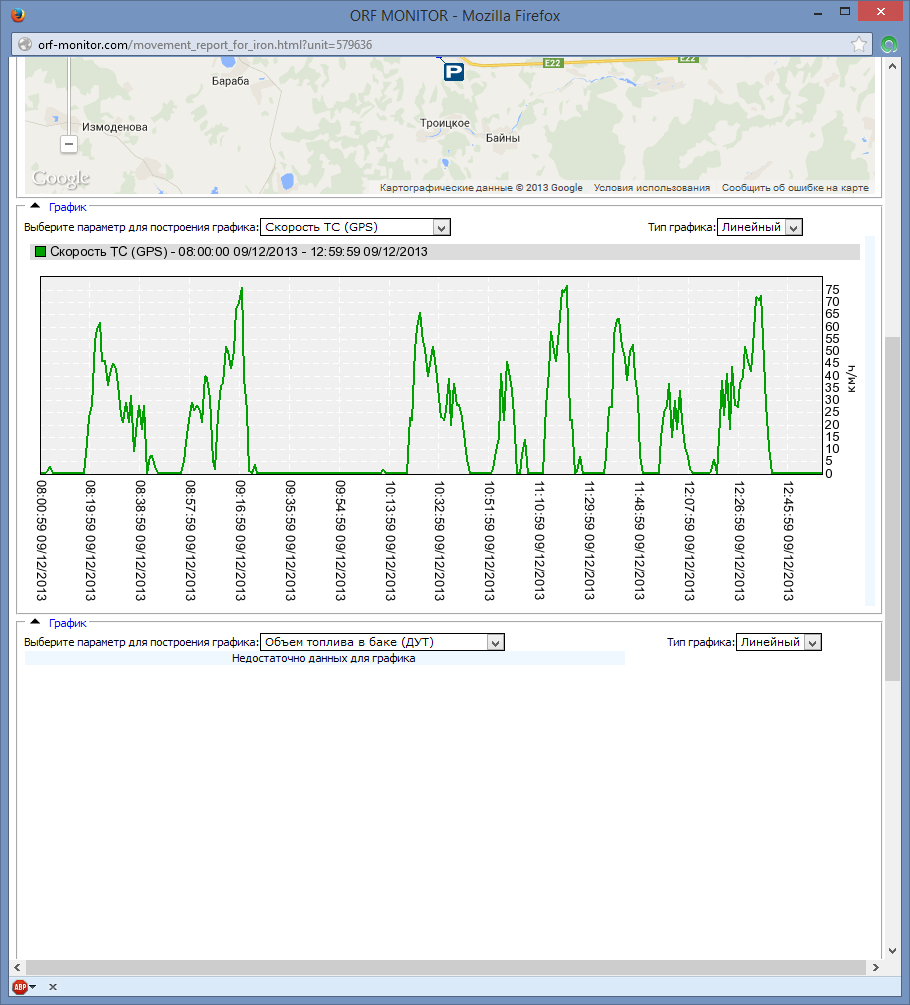 ORF MONITOR - Mozilla Firefox
orf-monitor.com/movement_report_for_iron.html?unit=579636
E22
E22
P
Бараба
Измоденова
Троицкое
Байны
Google
Картографические данные © 2013 Google Условия использования Сообщить об ошибке на карте
График
Выберите параметр для построения графика: Скорость ТС (GPS) Тип графика: Линейный
Скорость ТС (GPS) - 08:00:00 09/12/2013 - 12:59:59 09/12/2013
75
70
65
60
55
50
45
40
35
30
25
20
15
10
5
0
км/ч
08:00:59 09/12/2013
08:19:59 09/12/2013
08:38:59 09/12/2013
08:57:59 09/12/2013
09:16:59 09/12/2013
09:35:59 09/12/2013
09:54:59 09/12/2013
10:13:59 09/12/2013
10:32:59 09/12/2013
10:51:59 09/12/2013
11:10:59 09/12/2013
11:29:59 09/12/2013
11:48:59 09/12/2013
12:07:59 09/12/2013
12:26:59 09/12/2013
12:45:59 09/12/2013
График
Выберите параметр для построения графика: Объем топлива в баке (ДУТ) Тип графика: Линейный
Недостаточно данных для графика
ABP